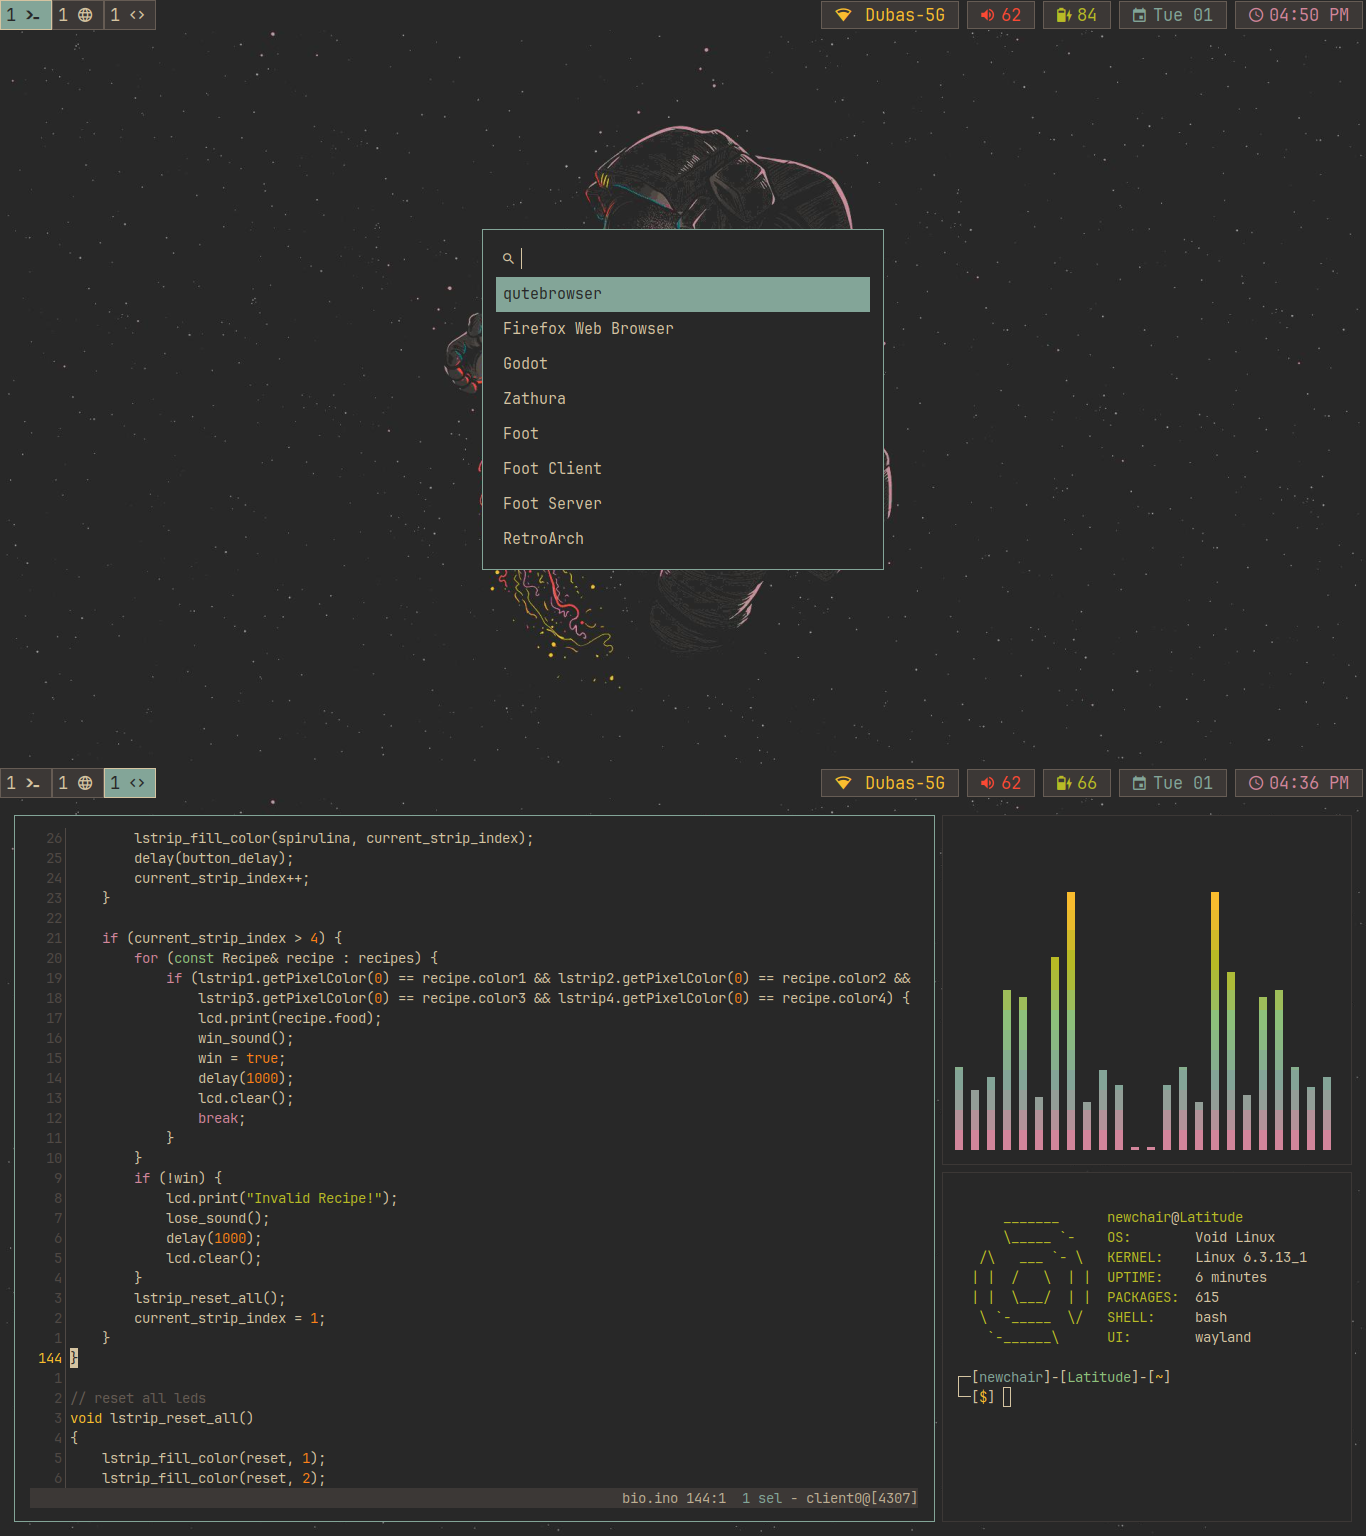 1 1 1 <> Dubas-5G 62 84 Tue 01 04:50 PM
qutebrowser
Firefox Web Browser
Godot
Zathura
Foot
Foot Client
Foot Server
RetroArch
1 1 1 <> Dubas-5G 62 66 Tue 01 04:36 PM
26         lstrip_fill_color(spirulina, current_strip_index);
25         delay(button_delay);
24         current_strip_index++;
23     }
22
21     if (current_strip_index > 4) {
20         for (const Recipe& recipe : recipes) {
19             if (lstrip1.getPixelColor(0) == recipe.color1 && lstrip2.getPixelColor(0) == recipe.color2 &&
18                 lstrip3.getPixelColor(0) == recipe.color3 && lstrip4.getPixelColor(0) == recipe.color4) {
17                 lcd.print(recipe.food);
16                 win_sound();
15                 win = true;
14                 delay(1000);
13                 lcd.clear();
12                 break;
11             }
10         }
9         if (!win) {
8             lcd.print("Invalid Recipe!");
7             lose_sound();
6             delay(1000);
5             lcd.clear();
4         }
3         lstrip_reset_all();
2         current_strip_index = 1;
1     }
144 }
1
2 // reset all leds
3 void lstrip_reset_all()
4 {
5     lstrip_fill_color(reset, 1);
6     lstrip_fill_color(reset, 2);
bio.ino 144:1 1 sel - client0@[4307]
newchair@Latitude
OS: Void Linux
KERNEL: Linux 6.3.13_1
UPTIME: 6 minutes
PACKAGES: 615
SHELL: bash
UI: wayland
[newchair]-[Latitude]-[~]
[$]